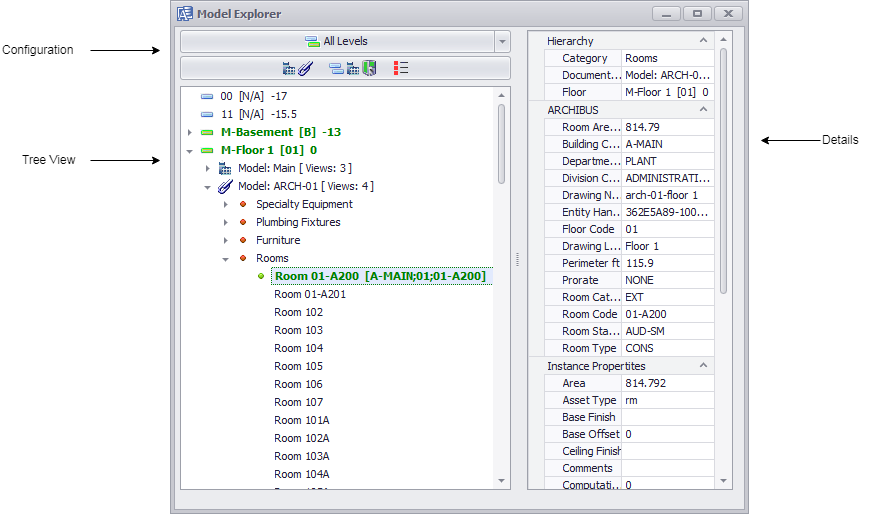 Model Explorer
Configuration
All Levels
Tree View
00 [N/A] -17
11 [N/A] -15.5
M-Basement [B] -13
M-Floor 1 [01] 0
Model: Main [ Views: 3 ]
Model: ARCH-01 [ Views: 4 ]
Specialty Equipment
Plumbing Fixtures
Furniture
Rooms
Room 01-A200 [A-MAIN;01;01-A200]
Room 01-A201
Room 102
Room 103
Room 104
Room 105
Room 106
Room 107
Room 101A
Room 102A
Room 103A
Room 104A
Details
Hierarchy
Category Rooms
Document... Model: ARCH-0...
Floor M-Floor 1 [01] 0
ARCHIBUS
Room Are... 814.79
Building C... A-MAIN
Departme... PLANT
Division C... ADMINISTRATI...
Drawing N... arch-01-floor 1
Entity Han... 362E5A89-100...
Floor Code 01
Drawing L... Floor 1
Perimeter ft 115.9
Prorate NONE
Room Cat... EXT
Room Code 01-A200
Room Sta... AUD-SM
Room Type CONS
Instance Propertites
Area 814.792
Asset Type rm
Base Finish
Base Offset 0
Ceiling Finish
Comments
Computati... 0